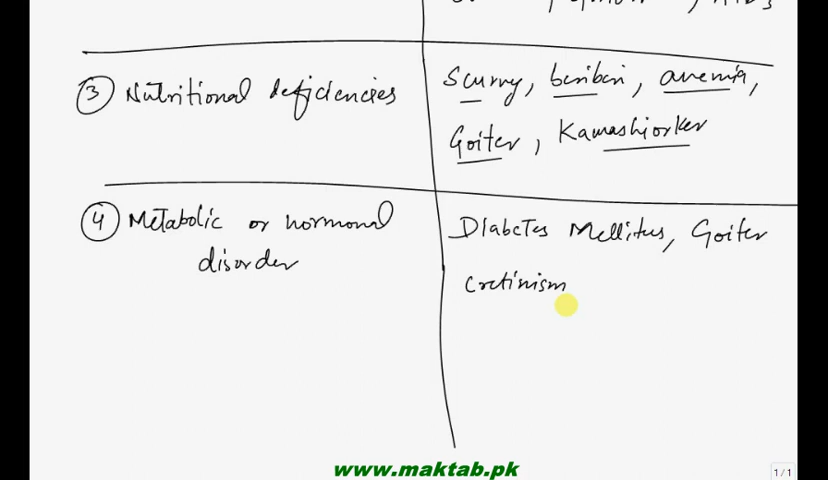 ③ Nutritional deficiencies
Scurvy, beriberi, anemia,
Goiter, Kawashiorker
④ Metabolic or hormonal
disorder
Diabetes Mellitus, Goiter
Cretinism
www.maktab.pk
1/1